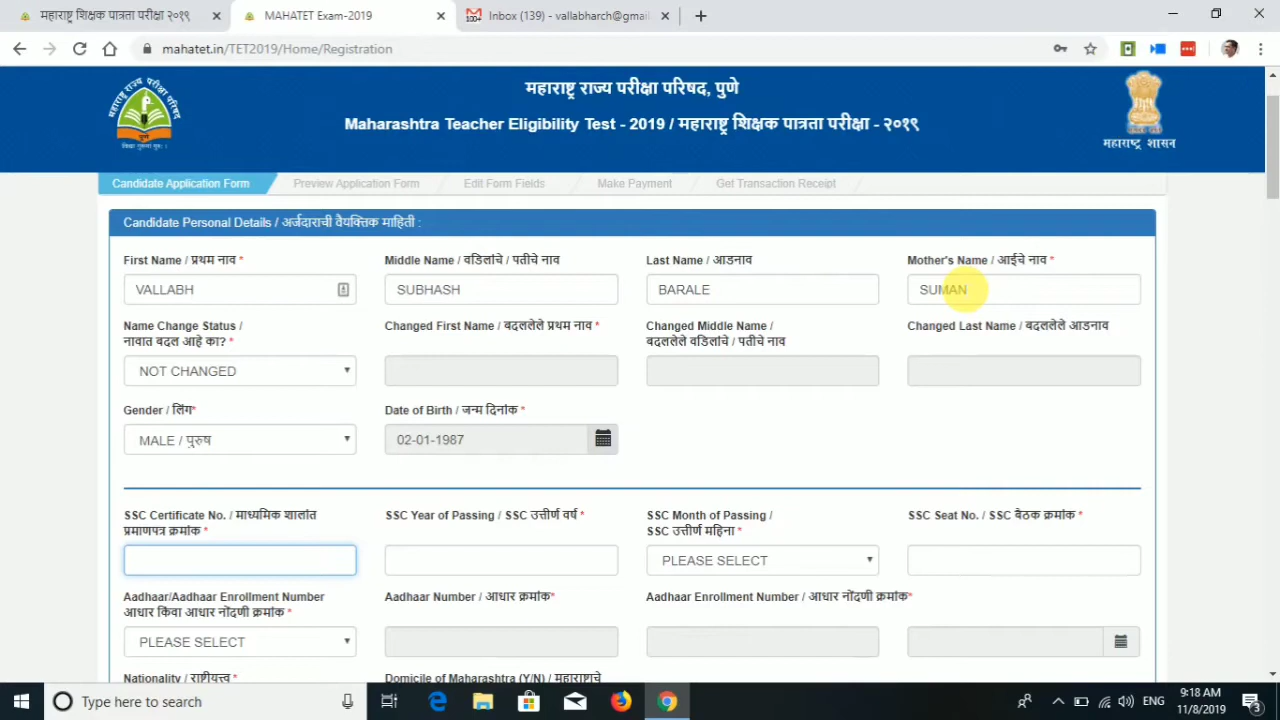 महाराष्ट्र शिक्षक पात्रता परीक्षा २०१९
MAHATET Exam-2019
Inbox (139) - vallabharch@gmai
mahatet.in/TET2019/Home/Registration
महाराष्ट्र राज्य परीक्षा परिषद, पुणे
Maharashtra Teacher Eligibility Test - 2019 / महाराष्ट्र शिक्षक पात्रता परीक्षा - २०१९
महाराष्ट्र राज्य परीक्षा परिषद
पुणे
महाराष्ट्र शासन
Candidate Application Form Preview Application Form Edit Form Fields Make Payment Get Transaction Receipt
Candidate Personal Details / अर्जदाराची वैयक्तिक माहिती :
First Name / प्रथम नाव * Middle Name / वडिलांचे / पतीचे नाव Last Name / आडनाव Mother's Name / आईचे नाव *
VALLABH SUBHASH BARALE SUMAN
Name Change Status / Changed First Name / बदललेले प्रथम नाव * Changed Middle Name / Changed Last Name / बदललेले आडनाव
नावात बदल आहे का? * बदललेले वडिलांचे / पतीचे नाव
NOT CHANGED
Gender / लिंग* Date of Birth / जन्म दिनांक *
MALE / पुरुष 02-01-1987
SSC Certificate No. / माध्यमिक शालांत SSC Year of Passing / SSC उत्तीर्ण वर्ष * SSC Month of Passing / SSC Seat No. / SSC बैठक क्रमांक *
प्रमाणपत्र क्रमांक * SSC उत्तीर्ण महिना *
PLEASE SELECT
Aadhaar/Aadhaar Enrollment Number Aadhaar Number / आधार क्रमांक* Aadhaar Enrollment Number / आधार नोंदणी क्रमांक*
आधार किंवा आधार नोंदणी क्रमांक *
PLEASE SELECT
Nationality / राष्ट्रीयत्त्व * Domicile of Maharashtra (Y/N) / महाराष्ट्राचे
Type here to search
ENG
9:18 AM
11/8/2019
3